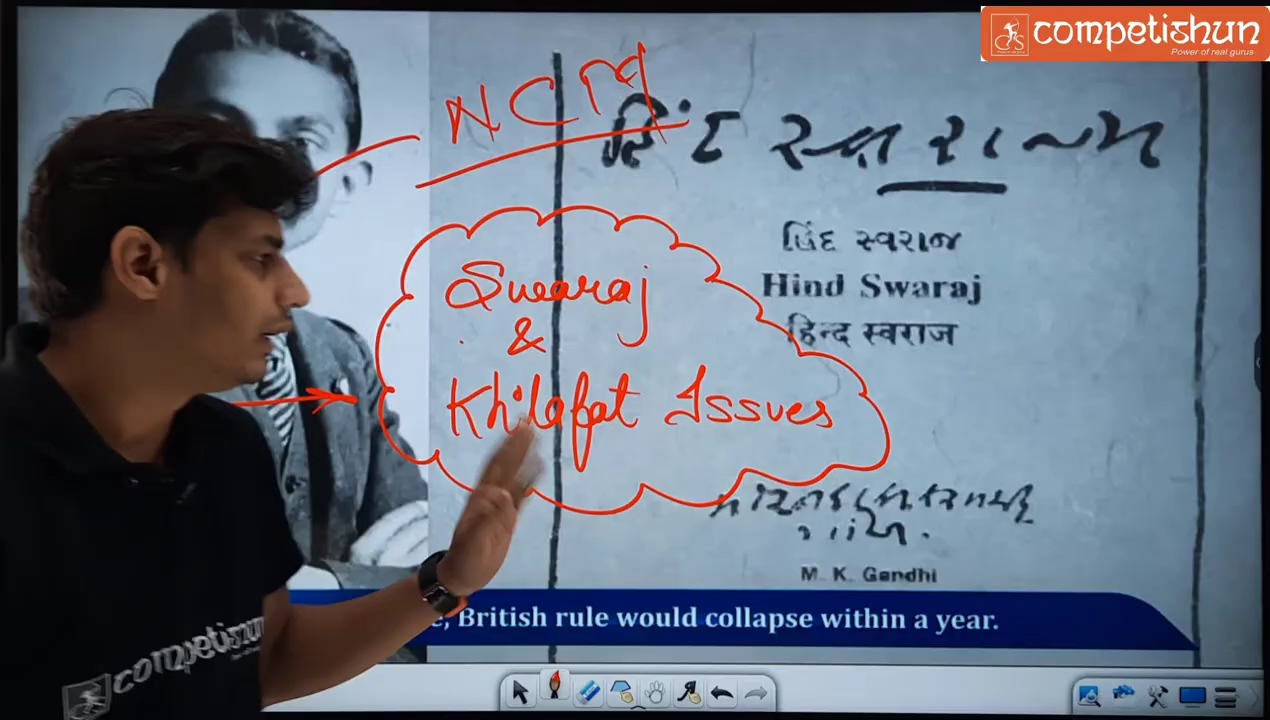 competishun
Power of real gurus
NCM
હિંદ સ્વરાજ્ય
હિંદ સ્વરાજ
Hind Swaraj
हिन्द स्वराज
Swaraj
&
Khilafat Issues
M. K. Gandhi
, British rule would collapse within a year.
competishun